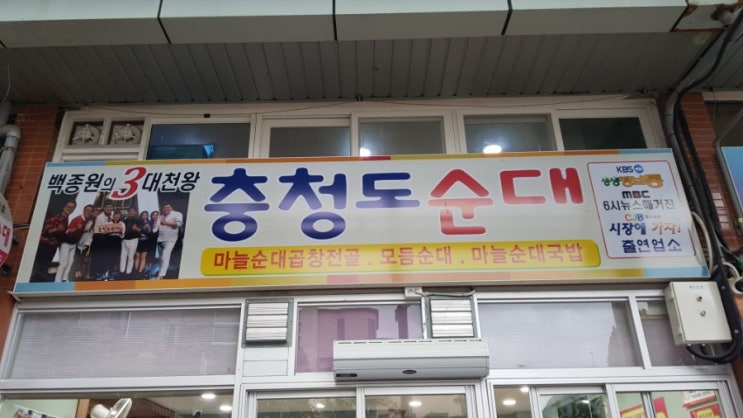 백종원의 3대천왕
충청도순대
마늘순대곱창전골 . 모듬순대 . 마늘순대국밥
KBS
MBC
6시뉴스매거진
CJB
시장에 가자!
출연업소